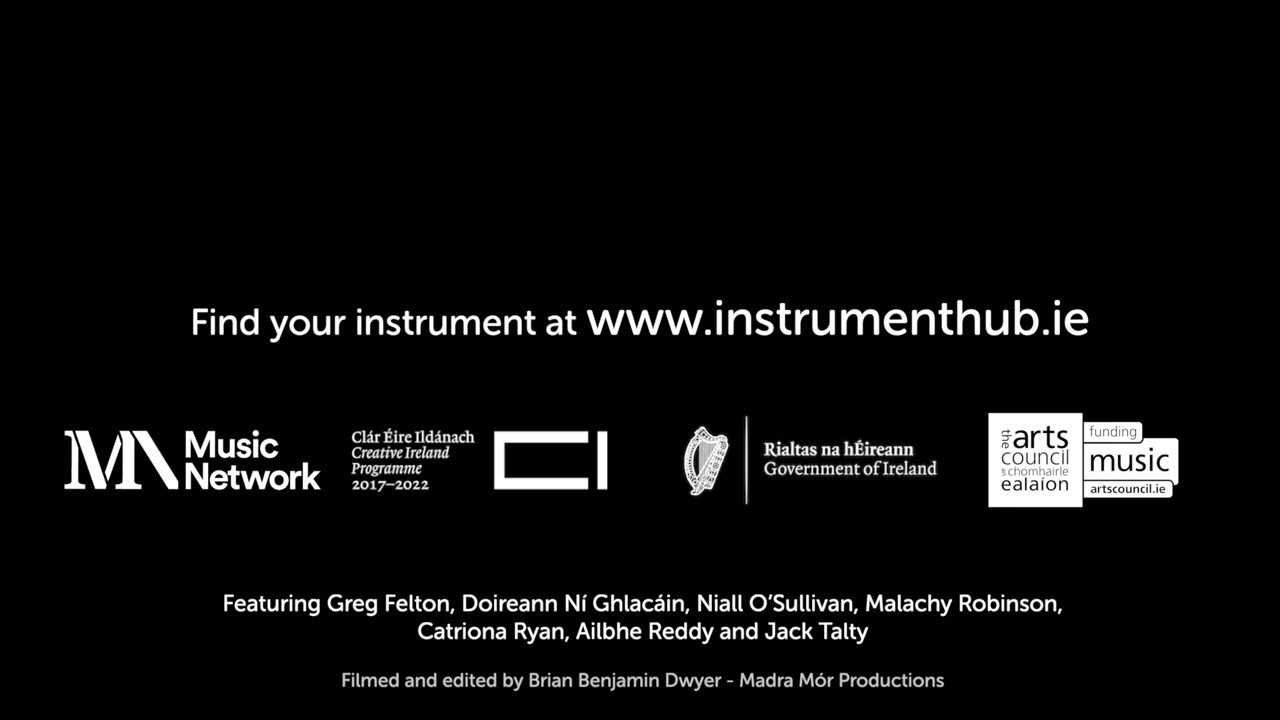 Find your instrument at www.instrumenthub.ie
MN Music
Network
Clár Éire Ildánach
Creative Ireland
Programme
2017–2022
CI
Rialtas na hÉireann
Government of Ireland
the arts
council
an chomhairle
ealaíon
funding
music
artscouncil.ie
Featuring Greg Felton, Doireann Ní Ghlacáin, Niall O’Sullivan, Malachy Robinson,
Catriona Ryan, Ailbhe Reddy and Jack Talty
Filmed and edited by Brian Benjamin Dwyer - Madra Mór Productions